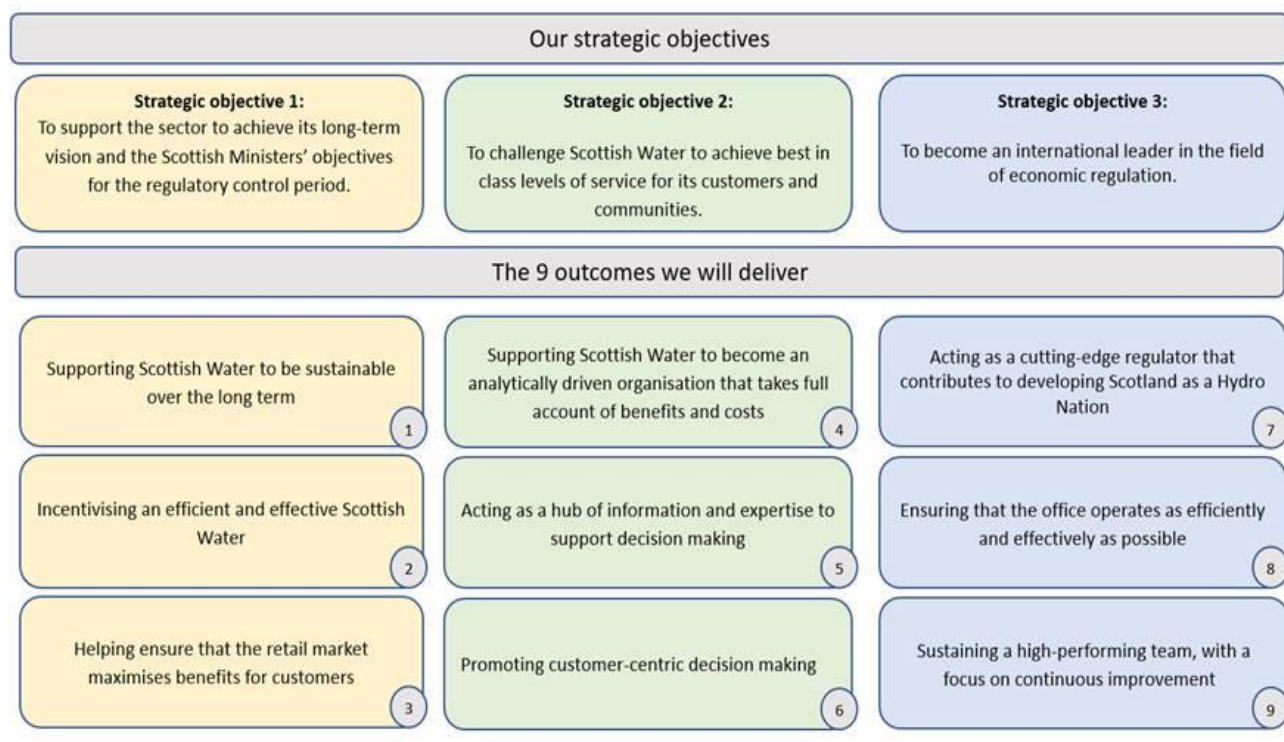 Our strategic objectives
Strategic objective 1:
To support the sector to achieve its long-term
vision and the Scottish Ministers’ objectives
for the regulatory control period.
Strategic objective 2:
To challenge Scottish Water to achieve best in
class levels of service for its customers and
communities.
Strategic objective 3:
To become an international leader in the field
of economic regulation.
The 9 outcomes we will deliver
Supporting Scottish Water to be sustainable
over the long term
1
Supporting Scottish Water to become an
analytically driven organisation that takes full
account of benefits and costs
4
Acting as a cutting-edge regulator that
contributes to developing Scotland as a Hydro
Nation
7
Incentivising an efficient and effective Scottish
Water
2
Acting as a hub of information and expertise to
support decision making
5
Ensuring that the office operates as efficiently
and effectively as possible
8
Helping ensure that the retail market
maximises benefits for customers
3
Promoting customer-centric decision making
6
Sustaining a high-performing team, with a
focus on continuous improvement
9